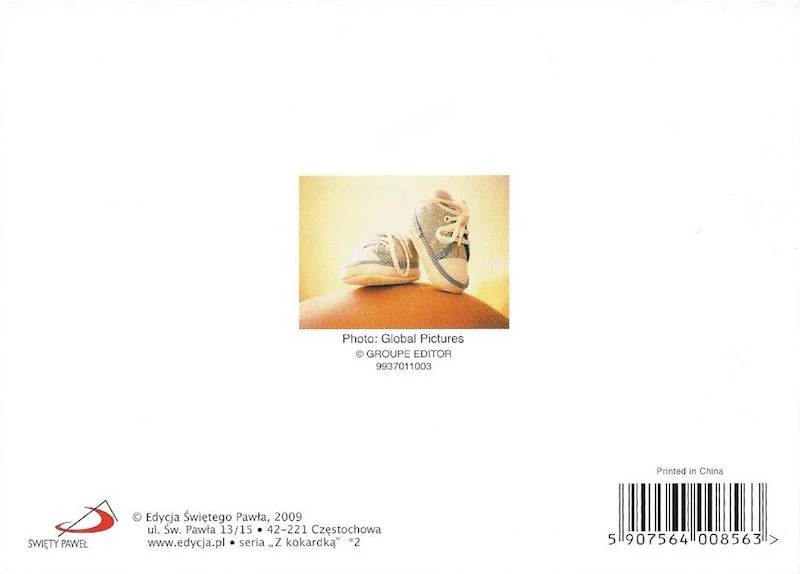 Photo: Global Pictures
© GROUPE EDITOR
9937011003
Printed in China
ŚWIĘTY PAWEŁ
© Edycja Świętego Pawła, 2009
ul. Św. Pawła 13/15 • 42-221 Częstochowa
www.edycja.pl • seria „Z kokardką” *2
5 907564 008563 >